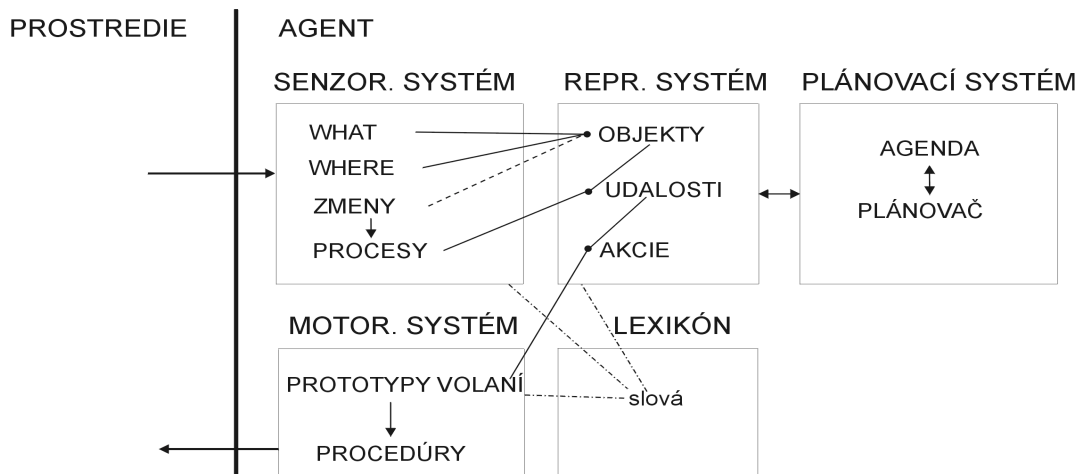 PROSTREDIE
AGENT
SENZOR. SYSTÉM
WHAT
WHERE
ZMENY
PROCESY
REPR. SYSTÉM
OBJEKTY
UDALOSTI
AKCIE
PLÁNOVACÍ SYSTÉM
AGENDA
PLÁNOVAČ
MOTOR. SYSTÉM
PROTOTYPY VOLANÍ
PROCEDÚRY
LEXIKÓN
slová